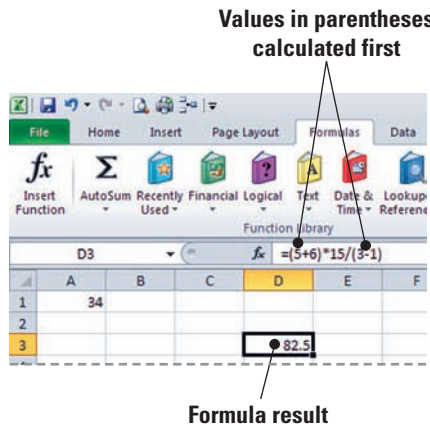 Values in parentheses
calculated first
File Home Insert Page Layout Formulas Data
fx Σ ? A
Insert Function AutoSum Recently Used Financial Logical Text Date & Time Lookup Reference
Function Library
D3 fx =(5+6)*15/(3-1)
A B C D E F
1 34
2
3 82.5
Formula result